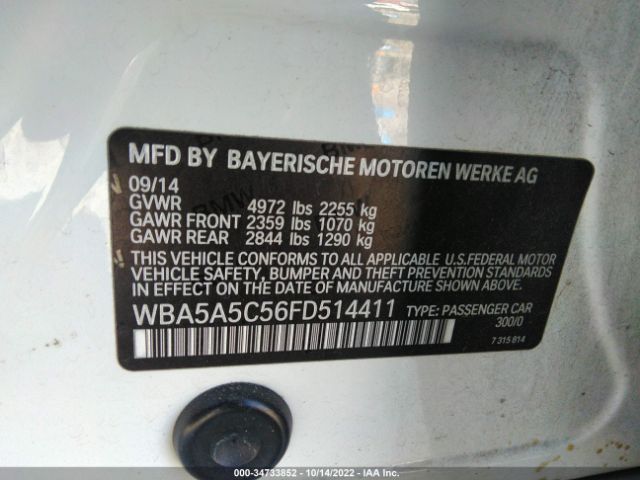 MFD BY BAYERISCHE MOTOREN WERKE AG
09/14
GVWR 4972 lbs 2255 kg
GAWR FRONT 2359 lbs 1070 kg
GAWR REAR 2844 lbs 1290 kg
THIS VEHICLE CONFORMS TO ALL APPLICABLE U.S.FEDERAL MOTOR
VEHICLE SAFETY, BUMPER AND THEFT PREVENTION STANDARDS
IN EFFECT ON THE DATE OF MANUFACTURE SHOWN ABOVE.
WBA5A5C56FD514411 TYPE: PASSENGER CAR
300/0
7 315 814
000-34733852 - 10/14/2022 - IAA Inc.